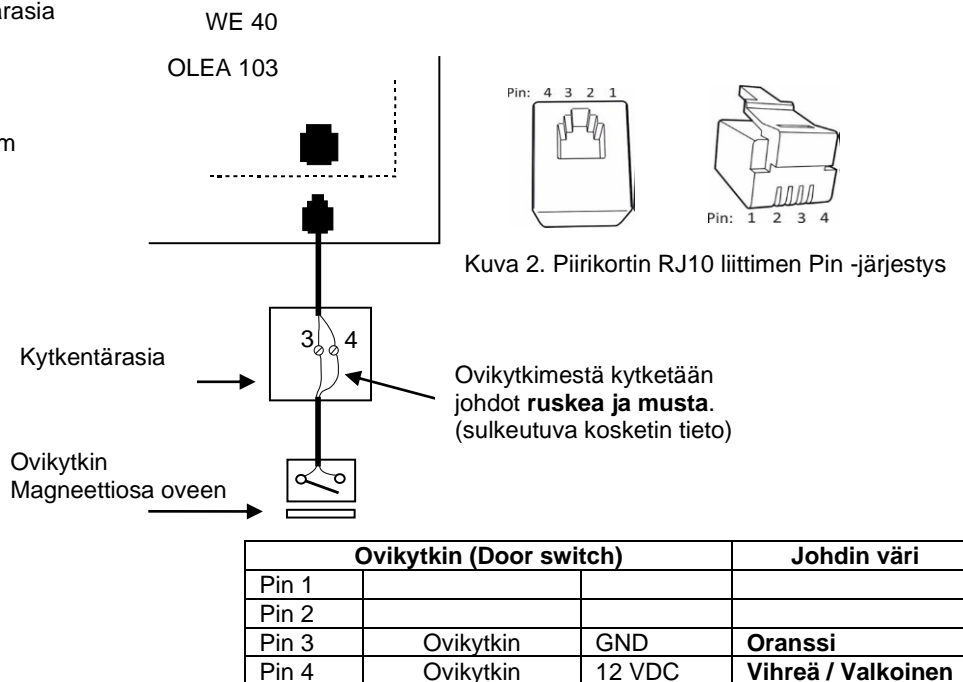 WE 40
OLEA 103
Pin: 4 3 2 1
Pin: 1 2 3 4
Kuva 2. Piirikortin RJ10 liittimen Pin -järjestys
3 4
Kytkentärasia
Ovikytkimestä kytketään
johdot ruskea ja musta.
(sulkeutuva kosketin tieto)
Ovikytkin
Magneettiosa oveen
Ovikytkin (Door switch) Johdin väri
Pin 1
Pin 2
Pin 3 Ovikytkin GND Oranssi
Pin 4 Ovikytkin 12 VDC Vihreä / Valkoinen